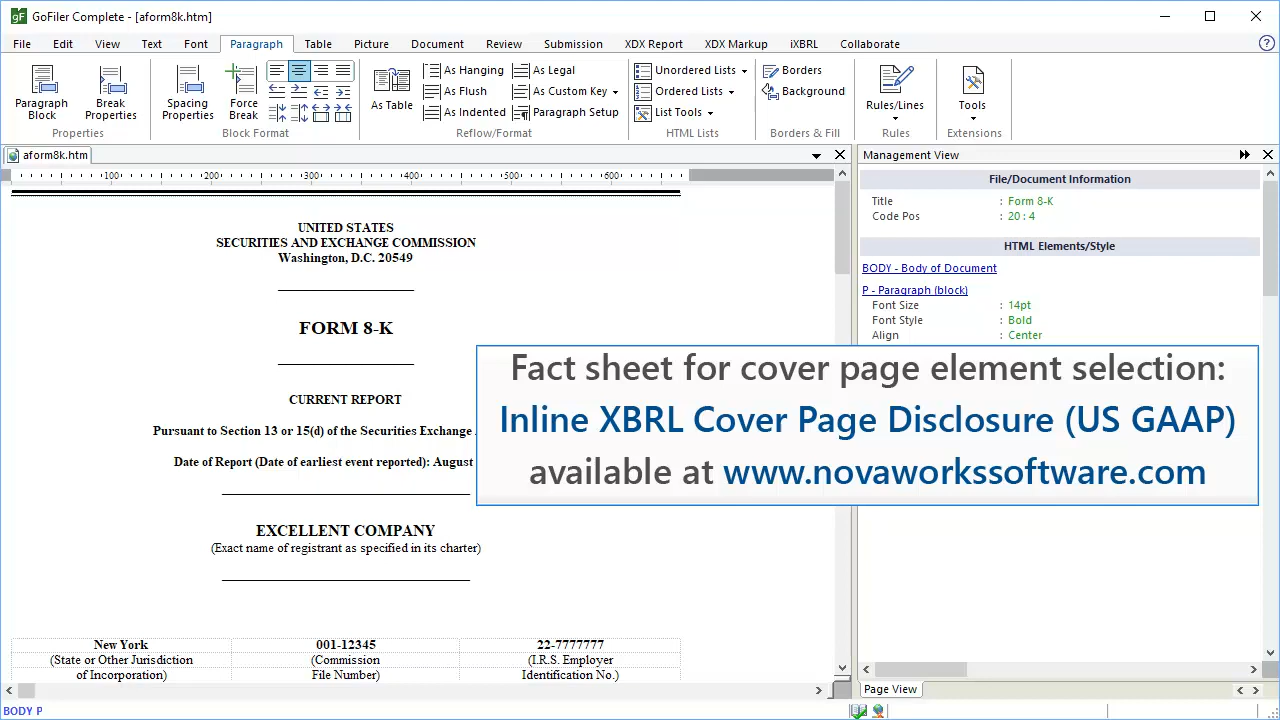 GoFiler Complete - [aform8k.htm]
File Edit View Text Font Paragraph Table Picture Document Review Submission XDX Report XDX Markup iXBRL Collaborate
Paragraph Block
Break Properties
Properties
Spacing Properties
Force Break
Block Format
As Table
As Hanging
As Flush
As Indented
As Legal
As Custom Key
Paragraph Setup
Reflow/Format
Unordered Lists
Ordered Lists
List Tools
HTML Lists
Borders
Background
Borders & Fill
Rules/Lines
Rules
Tools
Extensions
aform8k.htm
100 200 300 400 500 600
UNITED STATES
SECURITIES AND EXCHANGE COMMISSION
Washington, D.C. 20549
FORM 8-K
CURRENT REPORT
Pursuant to Section 13 or 15(d) of the Securities Exchange
Date of Report (Date of earliest event reported): August
EXCELLENT COMPANY
(Exact name of registrant as specified in its charter)
New York 001-12345 22-7777777
(State or Other Jurisdiction (Commission (I.R.S. Employer
of Incorporation) File Number) Identification No.)
Management View
File/Document Information
Title : Form 8-K
Code Pos : 20 : 4
HTML Elements/Style
BODY - Body of Document
P - Paragraph (block)
Font Size : 14pt
Font Style : Bold
Align : Center
Fact sheet for cover page element selection:
Inline XBRL Cover Page Disclosure (US GAAP)
available at www.novaworkssoftware.com
Page View
BODY P